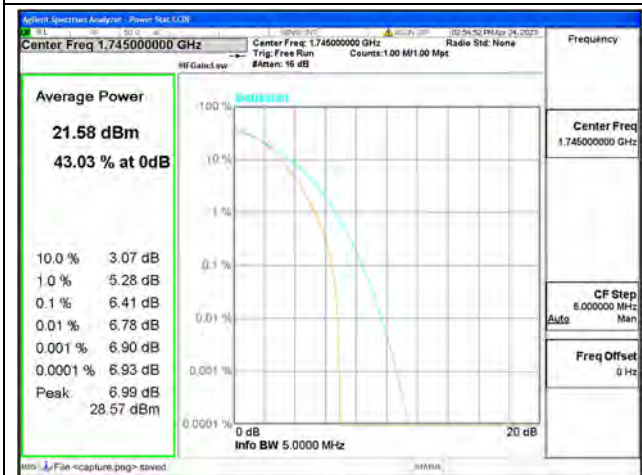 Agilent Spectrum Analyzer - Power Stat CCDF
02:54:52 PM Apr 24, 2023
Center Freq 1.745000000 GHz
Center Freq: 1.745000000 GHz
Radio Std: None
Trig: Free Run
Counts:1.00 M/1.00 Mpt
#IFGain:Low
#Atten: 16 dB
Frequency
Average Power
21.58 dBm
43.03 % at 0dB
10.0 % 3.07 dB
1.0 % 5.28 dB
0.1 % 6.41 dB
0.01 % 6.78 dB
0.001 % 6.90 dB
0.0001 % 6.93 dB
Peak 6.99 dB
28.57 dBm
Gaussian
100 %
10 %
1 %
0.1 %
0.01 %
0.001 %
0.0001 %
0 dB
20 dB
Info BW 5.0000 MHz
Center Freq
1.745000000 GHz
CF Step
5.000000 MHz
Auto Man
Freq Offset
0 Hz
MSG File <capture.png> saved
STATUS